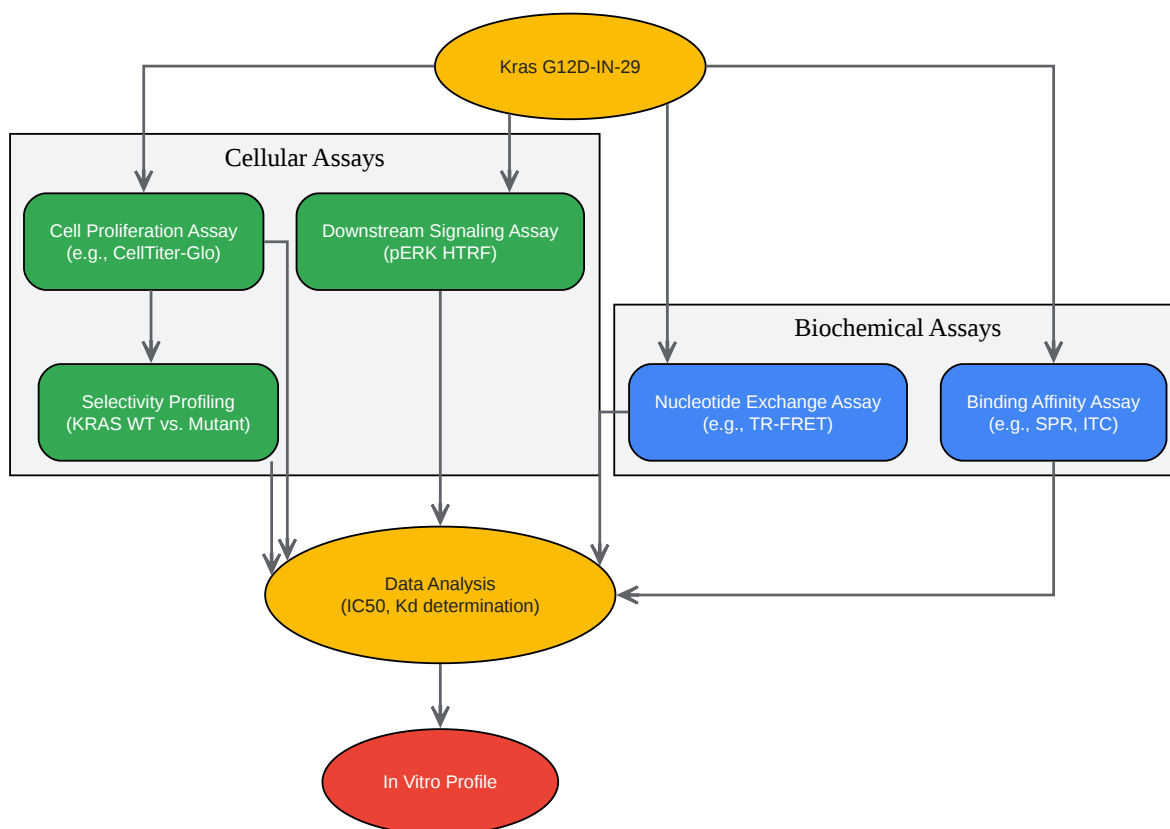 Kras G12D-IN-29
Cellular Assays
Cell Proliferation Assay
(e.g., CellTiter-Glo)
Downstream Signaling Assay
(pERK HTRF)
Selectivity Profiling
(KRAS WT vs. Mutant)
Biochemical Assays
Nucleotide Exchange Assay
(e.g., TR-FRET)
Binding Affinity Assay
(e.g., SPR, ITC)
Data Analysis
(IC50, Kd determination)
In Vitro Profile